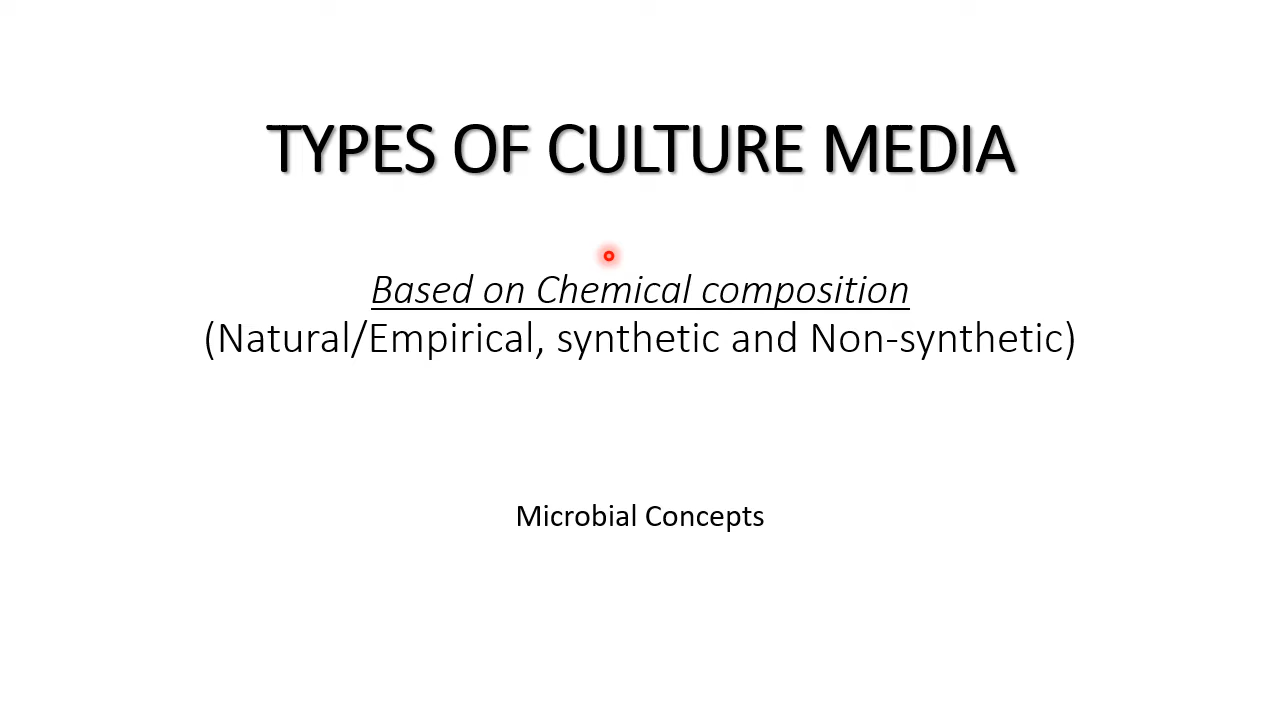 TYPES OF CULTURE MEDIA
Based on Chemical composition
(Natural/Empirical, synthetic and Non-synthetic)
Microbial Concepts